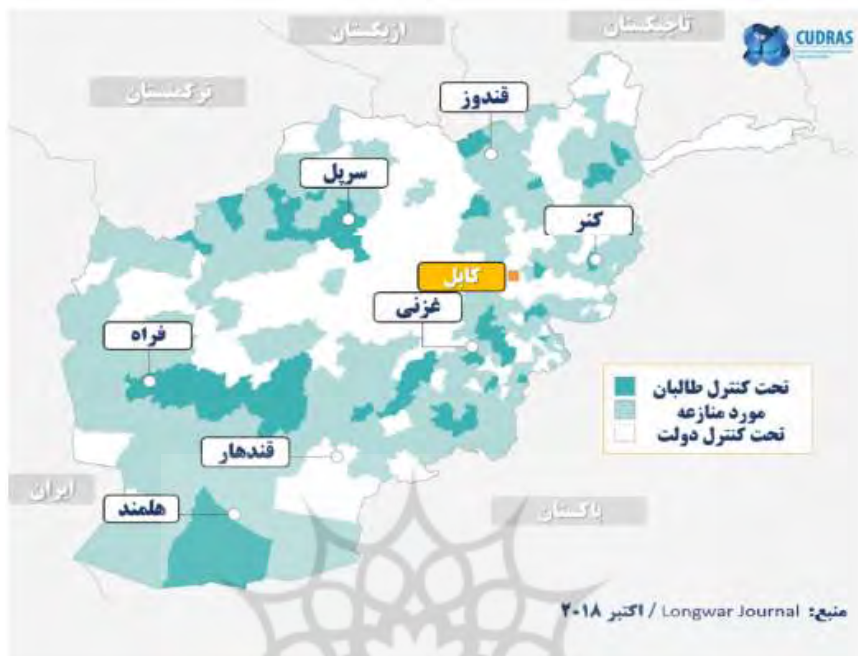 ازبکستان
تاجیکستان
CUDRAS
ترکمنستان
قندوز
سرپل
کنر
کابل
غزنی
فراه
تحت کنترل طالبان
مورد منازعه
تحت کنترل دولت
قندهار
ایران
هلمند
پاکستان
منبع: Longwar Journal / اکتبر ۲۰۱۸